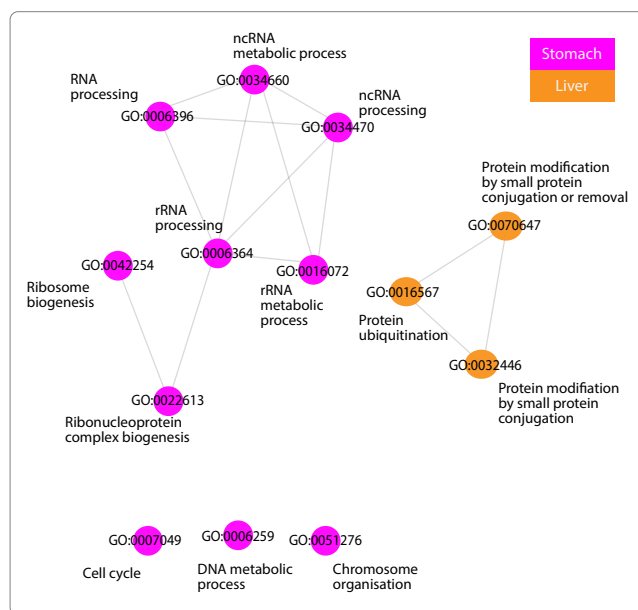 ncRNA
metabolic process
GO:0034660
Stomach
Liver
RNA
processing
GO:0006396
ncRNA
processing
GO:0034470
Protein modification
by small protein
conjugation or removal
GO:0070647
rRNA
processing
GO:0006364
GO:0042254
Ribosome
biogenesis
GO:0016072
rRNA
metabolic
process
GO:0016567
Protein
ubiquitination
GO:0032446
Protein modifiation
by small protein
conjugation
GO:0022613
Ribonucleoprotein
complex biogenesis
GO:0007049
Cell cycle
GO:0006259
DNA metabolic
process
GO:0051276
Chromosome
organisation